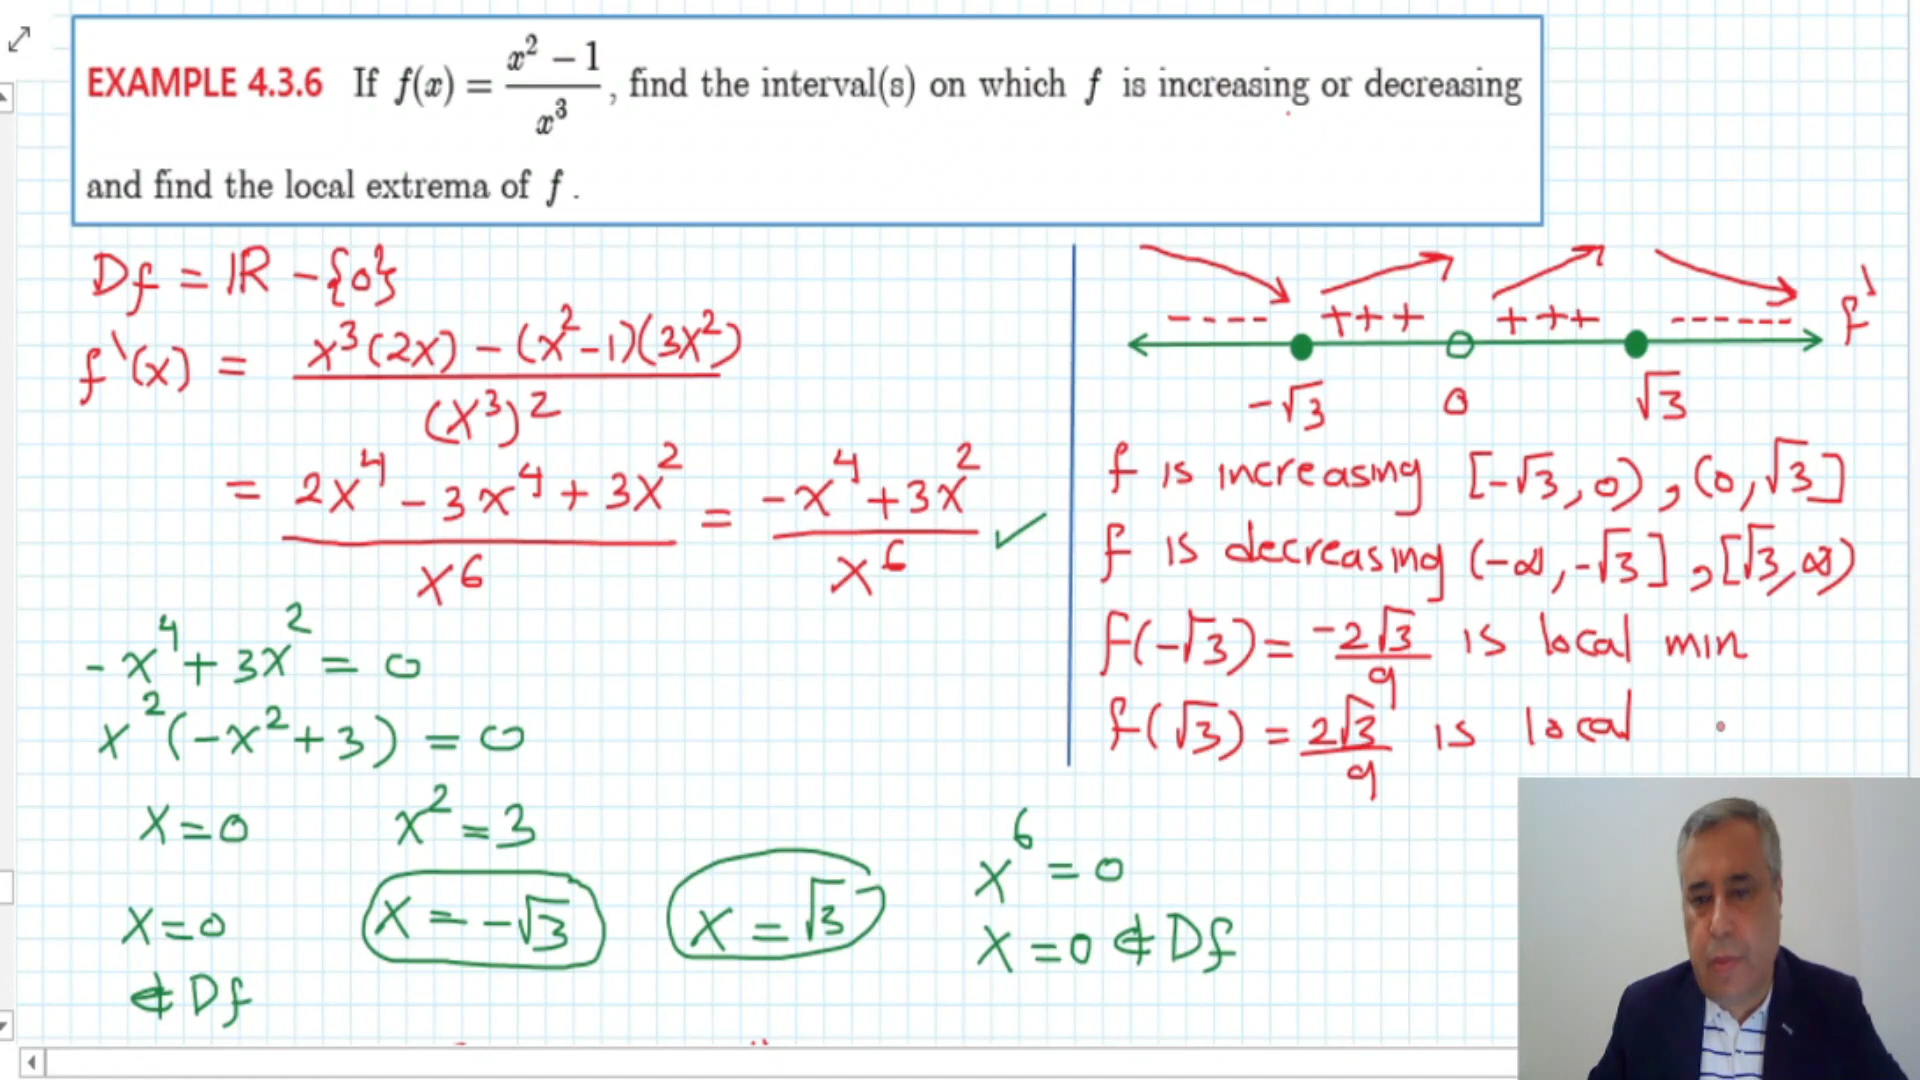 EXAMPLE 4.3.6 If f(x) = (x² − 1)/x³, find the interval(s) on which f is increasing or decreasing
and find the local extrema of f.
Df = ℝ − {0}
f'(x) = (x³(2x) − (x²−1)(3x²))/(x³)²
= (2x⁴ − 3x⁴ + 3x²)/x⁶ = (−x⁴ + 3x²)/x⁶ ✓
−x⁴ + 3x² = 0
x²(−x² + 3) = 0
x = 0 x² = 3
x = 0 x = −√3 x = √3
∉ Df
x⁶ = 0
x = 0 ∉ Df
---- +++ +++ ------ f'
−√3 0 √3
f is increasing [−√3, 0), (0, √3]
f is decreasing (−∞, −√3], [√3, ∞)
f(−√3) = −2√3/9 is local min
f(√3) = 2√3/9 is local